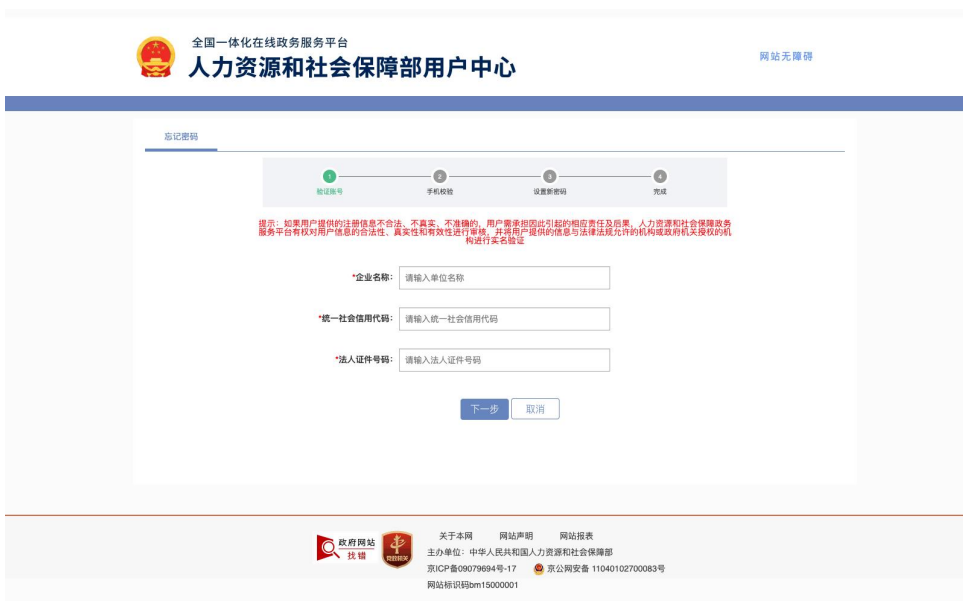 全国一体化在线政务服务平台
人力资源和社会保障部用户中心
网站无障碍
忘记密码
1
2
3
4
验证账号
手机校验
设置新密码
完成
提示：如果用户提供的注册信息不合法、不真实、不准确的，用户需承担因此引起的相应责任及后果，人力资源和社会保障政务
服务平台有权对用户信息的合法性、真实性和有效性进行审核，并将用户提供的信息与法律法规允许的机构或政府机关授权的机
构进行实名验证
*企业名称： 请输入单位名称
*统一社会信用代码： 请输入统一社会信用代码
*法人证件号码： 请输入法人证件号码
下一步 取消
政府网站
找错
党政机关
关于本网 网站声明 网站报表
主办单位：中华人民共和国人力资源和社会保障部
京ICP备09079694号-17 京公网安备 11040102700083号
网站标识码bm15000001